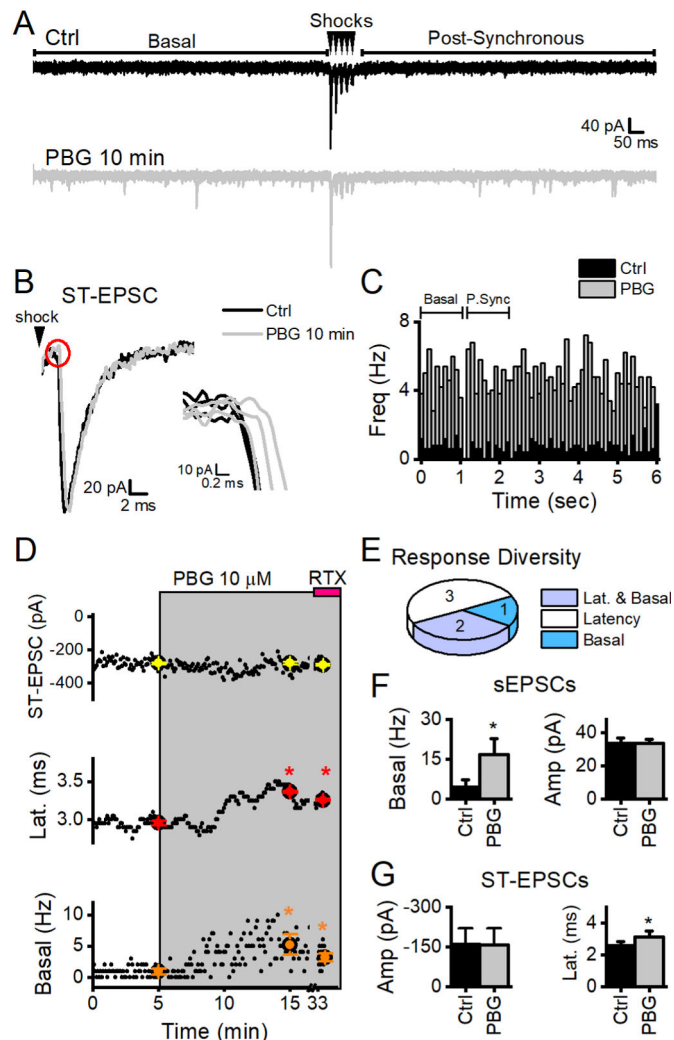 A
Shocks
Ctrl
Basal
Post-Synchronous
40 pA
50 ms
PBG 10 min
B
ST-EPSC
shock
Ctrl
PBG 10 min
20 pA
2 ms
10 pA
0.2 ms
C
Ctrl
PBG
Basal
P.Sync
Freq (Hz)
8
4
0
0 1 2 3 4 5 6
Time (sec)
D
PBG 10 μM
RTX
ST-EPSC (pA)
0
-200
-400
Lat. (ms)
3.5
3.0
* *
Basal (Hz)
10
5
0
* *
0 5 10 15 33
Time (min)
E Response Diversity
3
1
2
Lat. & Basal
Latency
Basal
F
sEPSCs
Basal (Hz)
30
15
0
*
Ctrl
PBG
Amp (pA)
40
20
0
Ctrl
PBG
G
ST-EPSCs
Amp (pA)
-300
-150
0
Ctrl
PBG
Lat. (ms)
4
2
0
*
Ctrl
PBG